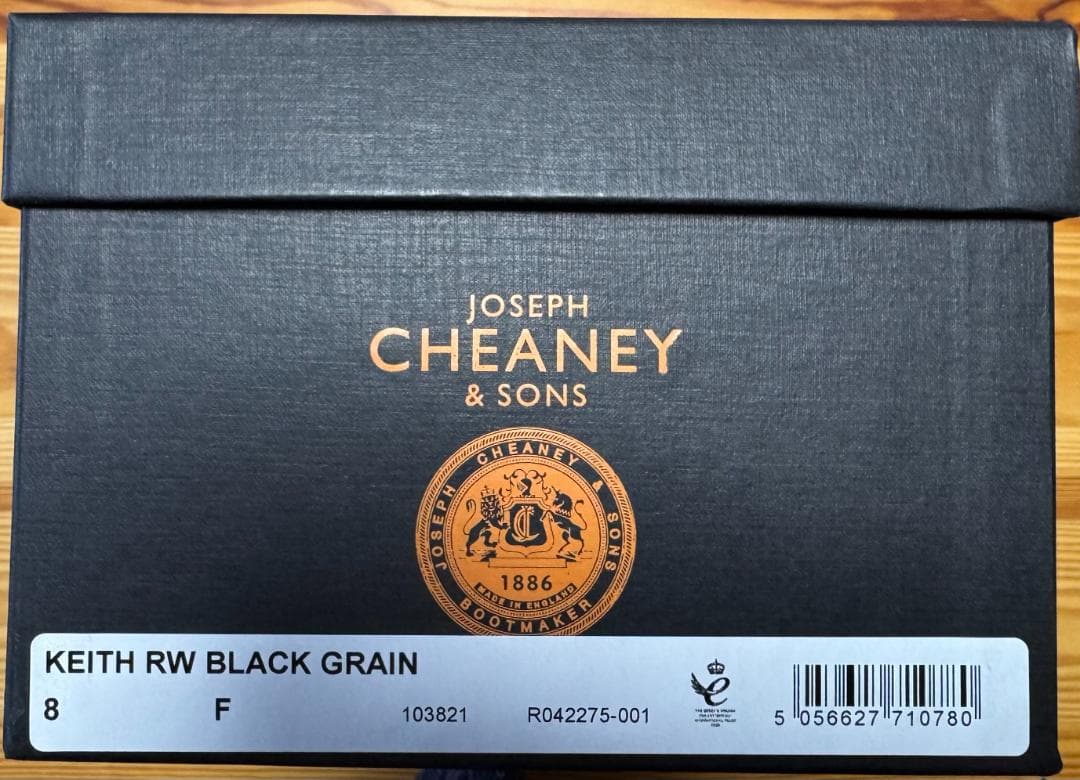 JOSEPH
CHEANEY
& SONS
JOSEPH CHEANEY & SONS
1886
MADE IN ENGLAND
BOOTMAKER
KEITH RW BLACK GRAIN
8 F 103821 R042275-001
5 056627 710780